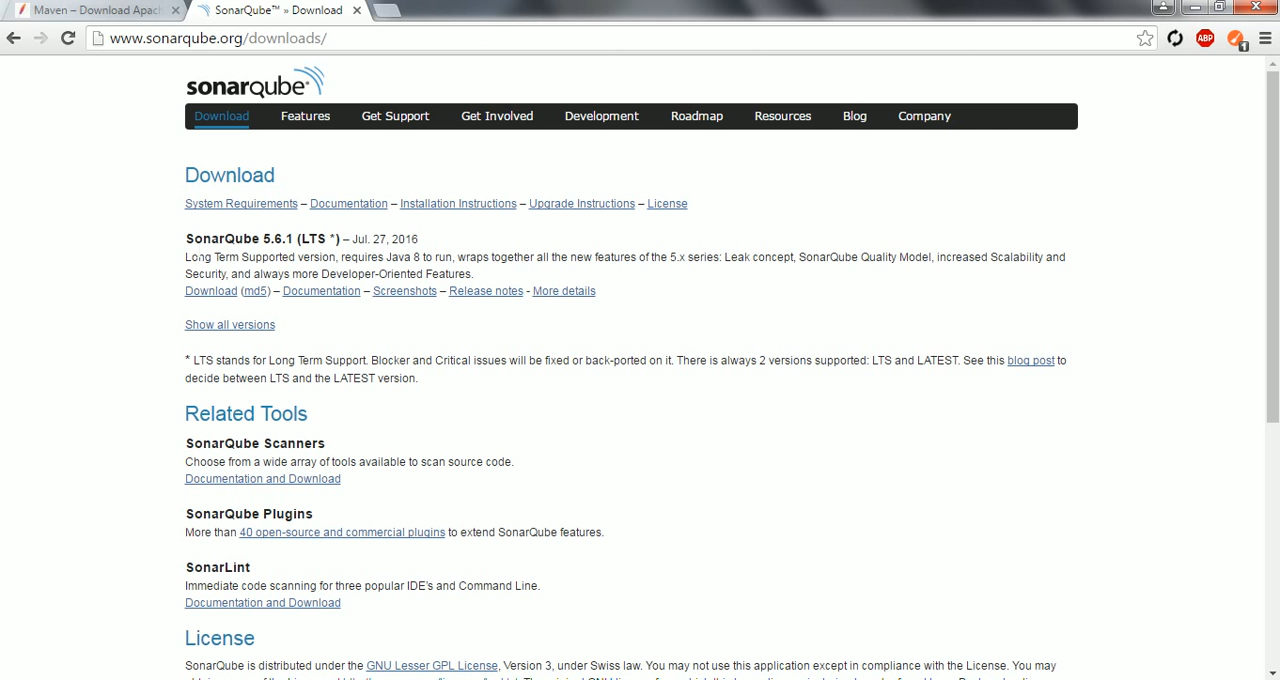 Maven – Download Apac
SonarQube™ » Download
www.sonarqube.org/downloads/
ABP
1
sonarqube
Download Features Get Support Get Involved Development Roadmap Resources Blog Company
Download
System Requirements – Documentation – Installation Instructions – Upgrade Instructions – License
SonarQube 5.6.1 (LTS *) – Jul. 27, 2016
Long Term Supported version, requires Java 8 to run, wraps together all the new features of the 5.x series: Leak concept, SonarQube Quality Model, increased Scalability and
Security, and always more Developer-Oriented Features.
Download (md5) – Documentation – Screenshots – Release notes - More details
Show all versions
* LTS stands for Long Term Support. Blocker and Critical issues will be fixed or back-ported on it. There is always 2 versions supported: LTS and LATEST. See this blog post to
decide between LTS and the LATEST version.
Related Tools
SonarQube Scanners
Choose from a wide array of tools available to scan source code.
Documentation and Download
SonarQube Plugins
More than 40 open-source and commercial plugins to extend SonarQube features.
SonarLint
Immediate code scanning for three popular IDE's and Command Line.
Documentation and Download
License
SonarQube is distributed under the GNU Lesser GPL License, Version 3, under Swiss law. You may not use this application except in compliance with the License. You may